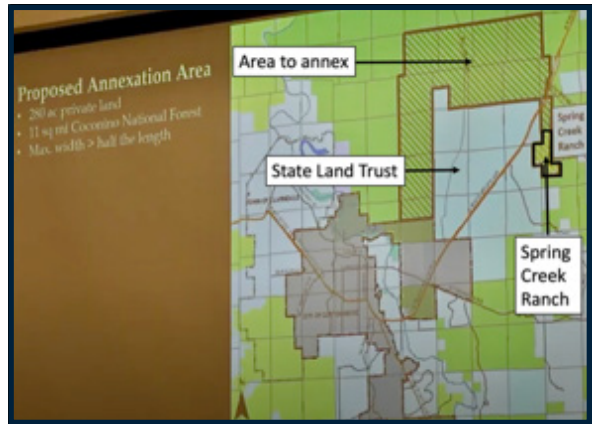 Proposed Annexation Area
• 280 ac private land
• 11 sq mi Coconino National Forest
• Max. width > half the length
Area to annex
Spring
Creek
Ranch
State Land Trust
Spring
Creek
Ranch